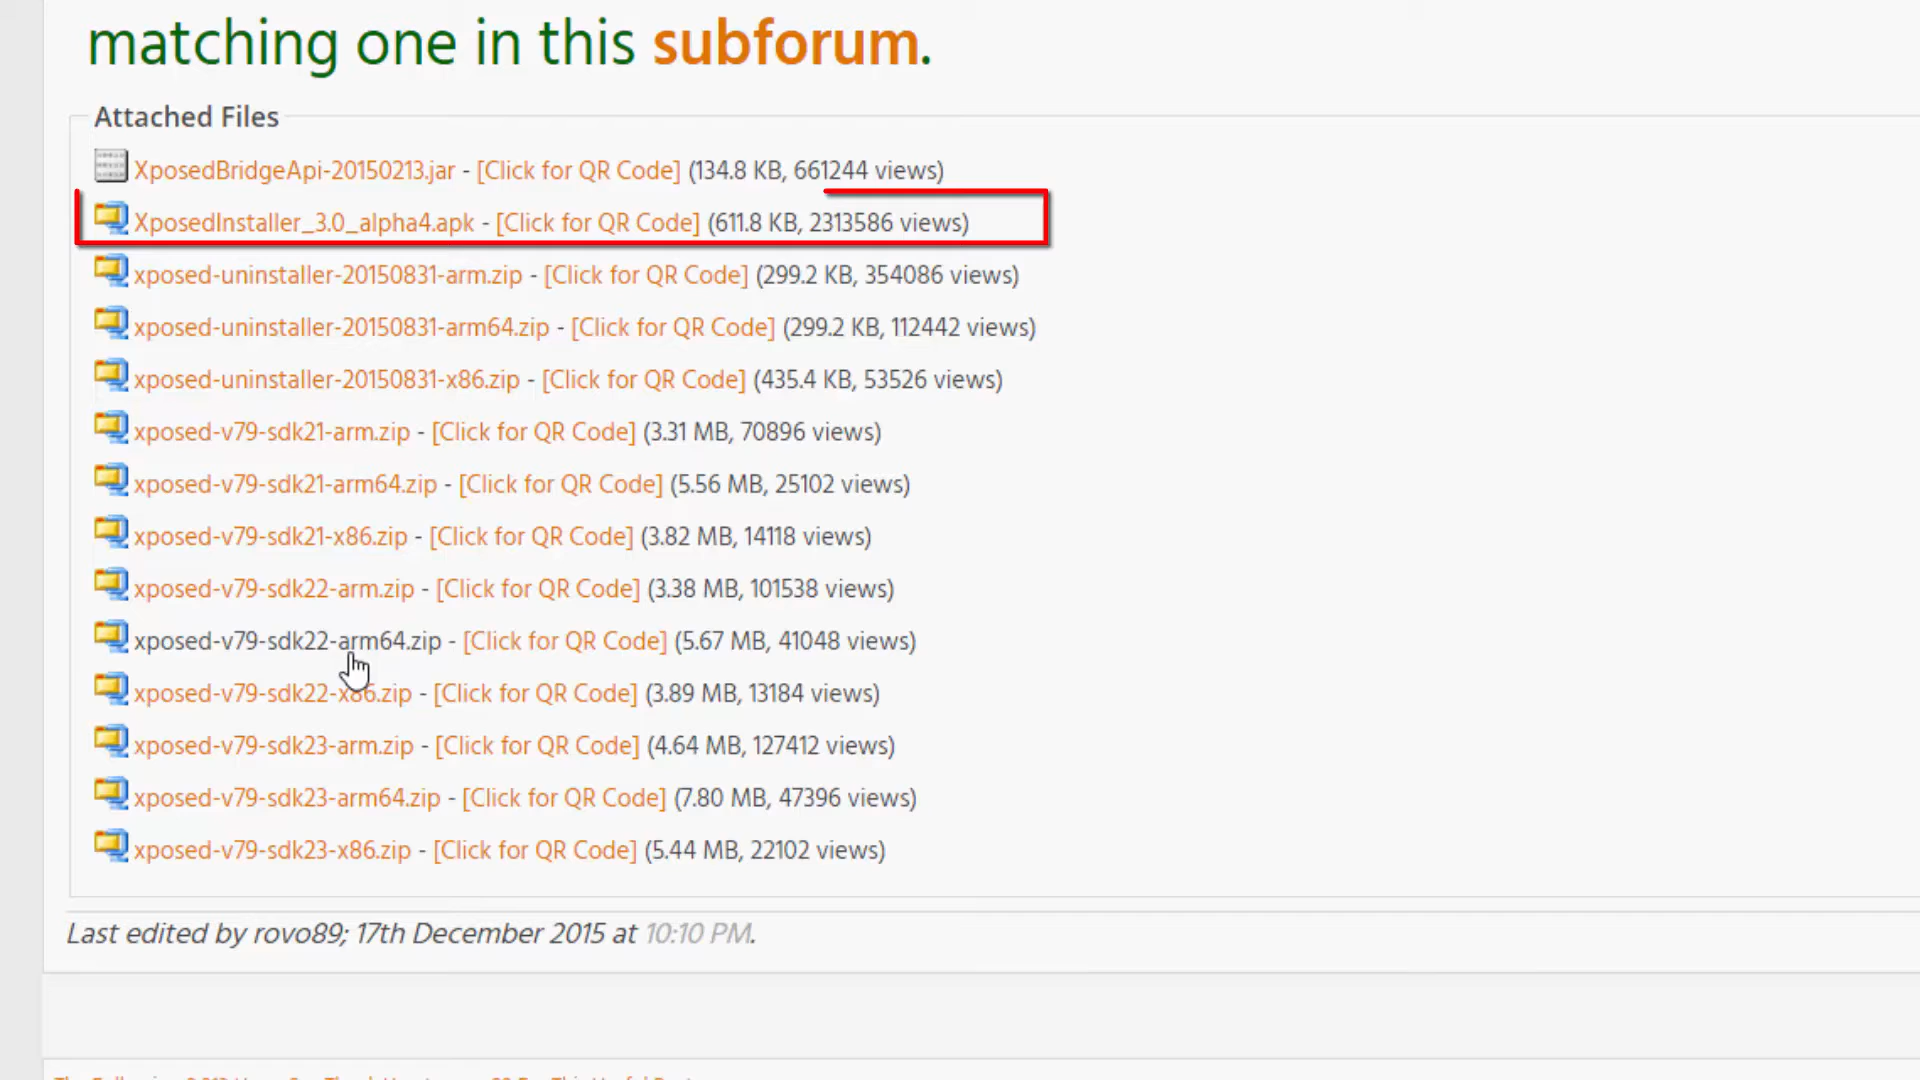 matching one in this subforum.
Attached Files
XposedBridgeApi-20150213.jar - [Click for QR Code] (134.8 KB, 661244 views)
XposedInstaller_3.0_alpha4.apk - [Click for QR Code] (611.8 KB, 2313586 views)
xposed-uninstaller-20150831-arm.zip - [Click for QR Code] (299.2 KB, 354086 views)
xposed-uninstaller-20150831-arm64.zip - [Click for QR Code] (299.2 KB, 112442 views)
xposed-uninstaller-20150831-x86.zip - [Click for QR Code] (435.4 KB, 53526 views)
xposed-v79-sdk21-arm.zip - [Click for QR Code] (3.31 MB, 70896 views)
xposed-v79-sdk21-arm64.zip - [Click for QR Code] (5.56 MB, 25102 views)
xposed-v79-sdk21-x86.zip - [Click for QR Code] (3.82 MB, 14118 views)
xposed-v79-sdk22-arm.zip - [Click for QR Code] (3.38 MB, 101538 views)
xposed-v79-sdk22-arm64.zip - [Click for QR Code] (5.67 MB, 41048 views)
xposed-v79-sdk22-x86.zip - [Click for QR Code] (3.89 MB, 13184 views)
xposed-v79-sdk23-arm.zip - [Click for QR Code] (4.64 MB, 127412 views)
xposed-v79-sdk23-arm64.zip - [Click for QR Code] (7.80 MB, 47396 views)
xposed-v79-sdk23-x86.zip - [Click for QR Code] (5.44 MB, 22102 views)
Last edited by rovo89; 17th December 2015 at 10:10 PM.